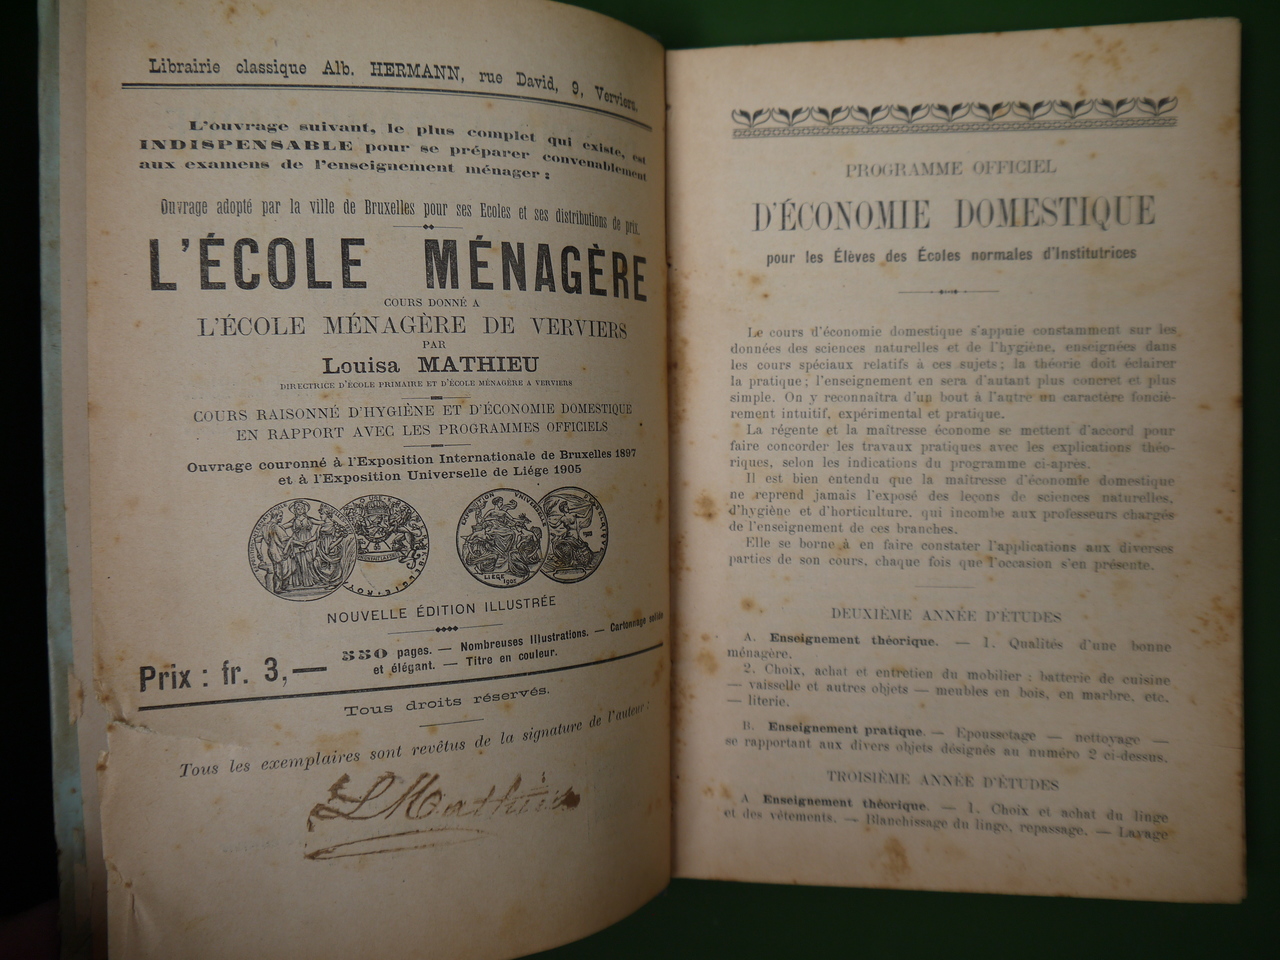 Librairie classique Alb. HERMANN, rue David, 9, Verviers.
L'ouvrage suivant, le plus complet qui existe, est
INDISPENSABLE pour se préparer convenablement
aux examens de l'enseignement ménager :
Ouvrage adopté par la ville de Bruxelles pour ses Ecoles et ses distributions de prix.
L'ÉCOLE MÉNAGÈRE
COURS DONNÉ A
L'ÉCOLE MÉNAGÈRE DE VERVIERS
PAR
Louisa MATHIEU
DIRECTRICE D'ÉCOLE PRIMAIRE ET D'ÉCOLE MÉNAGÈRE A VERVIERS
COURS RAISONNÉ D'HYGIÈNE ET D'ÉCONOMIE DOMESTIQUE
EN RAPPORT AVEC LES PROGRAMMES OFFICIELS
Ouvrage couronné à l'Exposition Internationale de Bruxelles 1897
et à l'Exposition Universelle de Liége 1905
LIEGE
1905
NOUVELLE ÉDITION ILLUSTRÉE
Prix : fr. 3,— 550 pages. — Nombreuses Illustrations. — Cartonnage solide
et élégant. — Titre en couleur.
Tous droits réservés.
Tous les exemplaires sont revêtus de la signature de l'auteur :
L Mathieu
PROGRAMME OFFICIEL
D'ÉCONOMIE DOMESTIQUE
pour les Élèves des Écoles normales d'Institutrices
Le cours d'économie domestique s'appuie constamment sur les
données des sciences naturelles et de l'hygiène, enseignées dans
les cours spéciaux relatifs à ces sujets ; la théorie doit éclairer
la pratique ; l'enseignement en sera d'autant plus concret et plus
simple. On y reconnaîtra d'un bout à l'autre un caractère fonciè-
rement intuitif, expérimental et pratique.
La régente et la maîtresse économe se mettent d'accord pour
faire concorder les travaux pratiques avec les explications théo-
riques, selon les indications du programme ci-après.
Il est bien entendu que la maîtresse d'économie domestique
ne reprend jamais l'exposé des leçons de sciences naturelles,
d'hygiène et d'horticulture, qui incombe aux professeurs chargés
de l'enseignement de ces branches.
Elle se borne à en faire constater l'applications aux diverses
parties de son cours, chaque fois que l'occasion s'en présente.
DEUXIÈME ANNÉE D'ÉTUDES
A. Enseignement théorique. — 1. Qualités d'une bonne
ménagère.
2. Choix, achat et entretien du mobilier : batterie de cuisine
— vaisselle et autres objets — meubles en bois, en marbre, etc.
— literie.
B. Enseignement pratique. — Epoussetage — nettoyage —
se rapportant aux divers objets désignés au numéro 2 ci-dessus.
TROISIÈME ANNÉE D'ÉTUDES
A Enseignement théorique. — 1. Choix et achat du linge
et des vêtements. — Blanchissage du linge, repassage. — Lavage